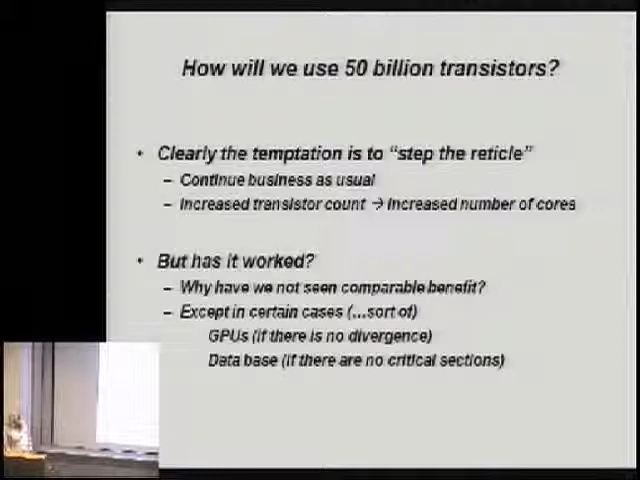 How will we use 50 billion transistors?
• Clearly the temptation is to “step the reticle”
– Continue business as usual
– Increased transistor count → Increased number of cores
• But has it worked?
– Why have we not seen comparable benefit?
– Except in certain cases (...sort of)
GPUs (if there is no divergence)
Data base (if there are no critical sections)